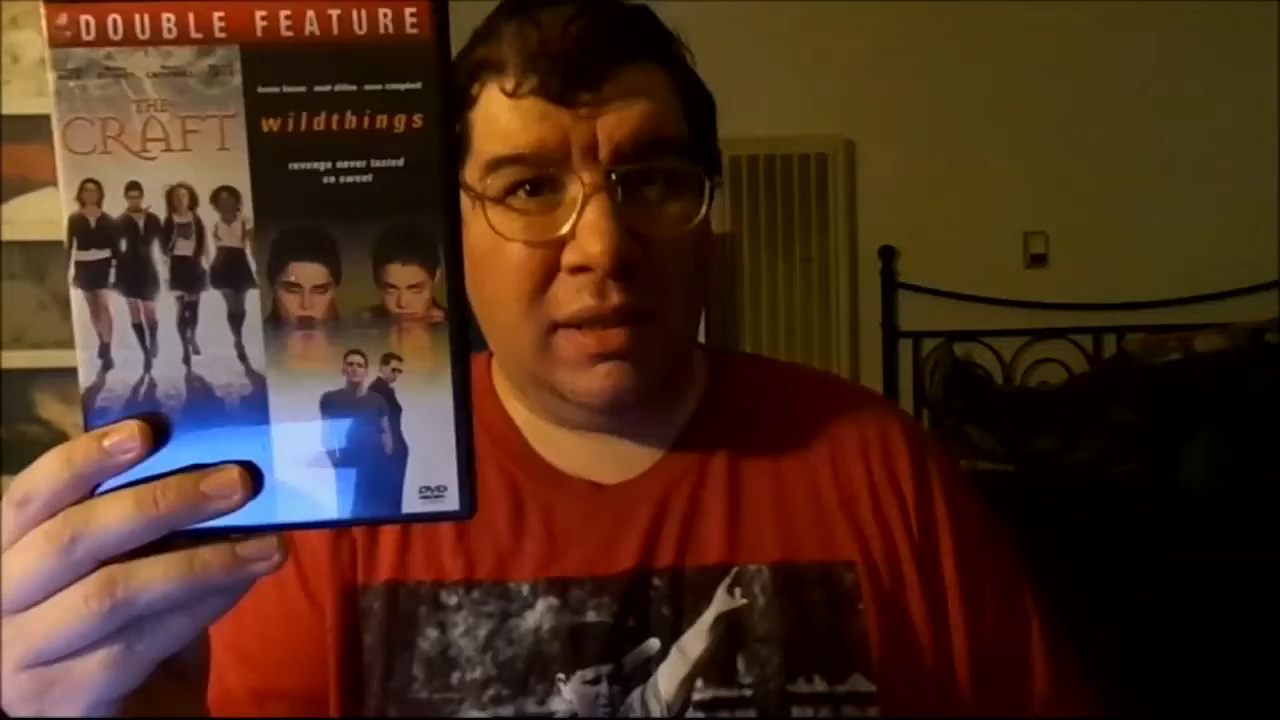 DOUBLE FEATURE
THE
CRAFT
wildthings
revenge never tasted
so sweet
DVD